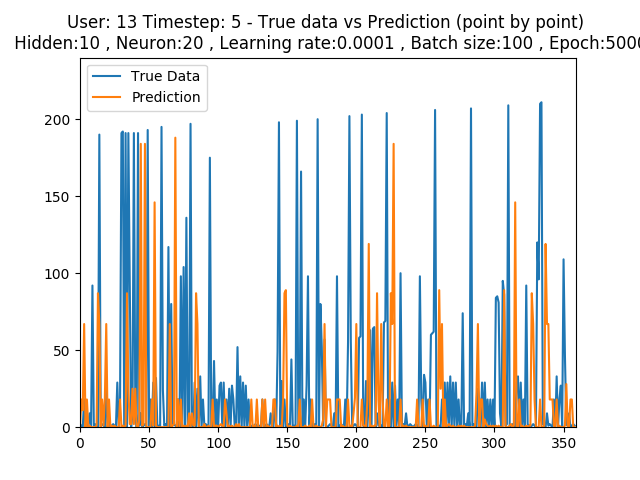 User: 13 Timestep: 5 - True data vs Prediction (point by point)
Hidden:10 , Neuron:20 , Learning rate:0.0001 , Batch size:100 , Epoch:5000
True Data
Prediction
200
150
100
50
0
0 50 100 150 200 250 300 350